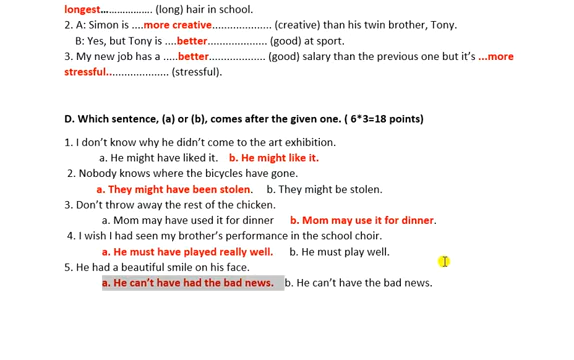 longest.................. (long) hair in school.
2. A: Simon is ....more creative.................... (creative) than his twin brother, Tony.
B: Yes, but Tony is ....better.................... (good) at sport.
3. My new job has a .....better................... (good) salary than the previous one but it's ...more
stressful..................... (stressful).
D. Which sentence, (a) or (b), comes after the given one. ( 6*3=18 points)
1. I don't know why he didn't come to the art exhibition.
a. He might have liked it. b. He might like it.
2. Nobody knows where the bicycles have gone.
a. They might have been stolen. b. They might be stolen.
3. Don't throw away the rest of the chicken.
a. Mom may have used it for dinner b. Mom may use it for dinner.
4. I wish I had seen my brother's performance in the school choir.
a. He must have played really well. b. He must play well.
5. He had a beautiful smile on his face.
a. He can't have had the bad news. b. He can't have the bad news.